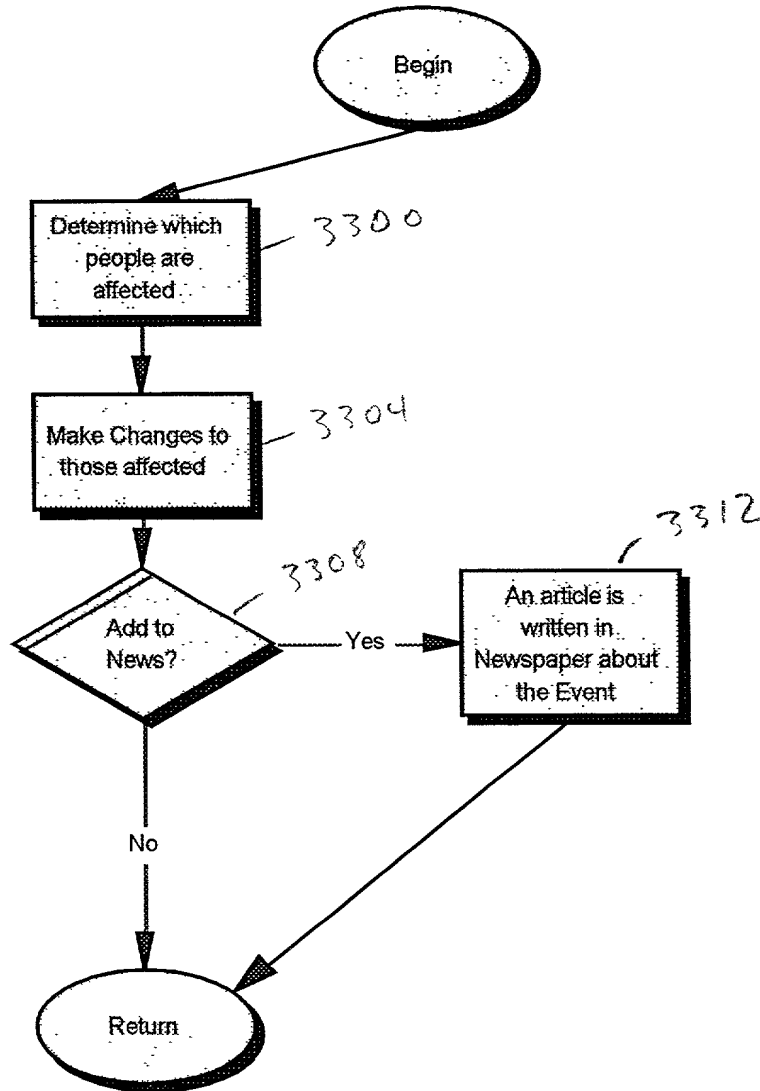 Begin
Determine which
people are
affected
3300
Make Changes to
those affected
3304
Add to
News?
3308
Yes
An article is
written in
Newspaper about
the Event
3312
No
Return